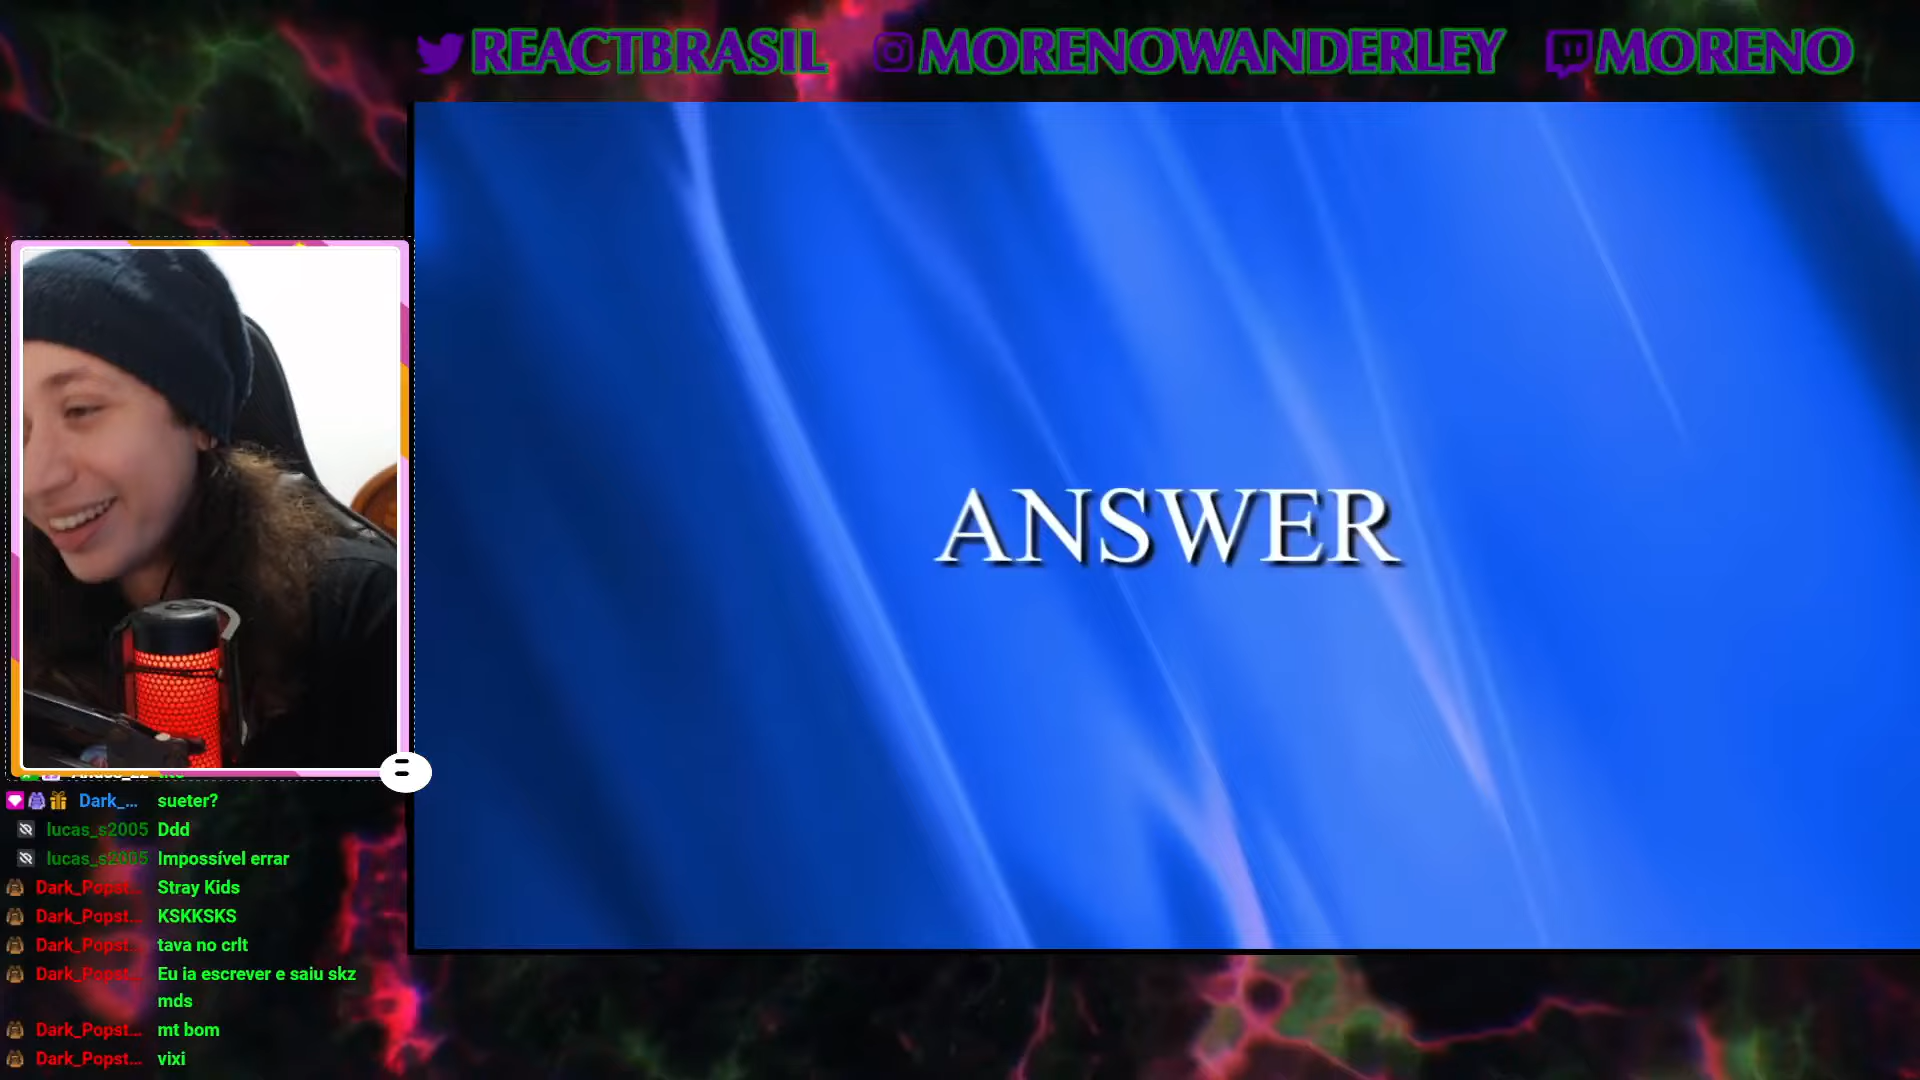 REACTBRASIL MORENOWANDERLEY MORENO
ANSWER
Dark_... sueter?
lucas_s2005 Ddd
lucas_s2005 Impossível errar
Dark_Popst... Stray Kids
Dark_Popst... KSKKSKS
Dark_Popst... tava no crlt
Dark_Popst... Eu ia escrever e saiu skz
mds
Dark_Popst... mt bom
Dark_Popst... vixi